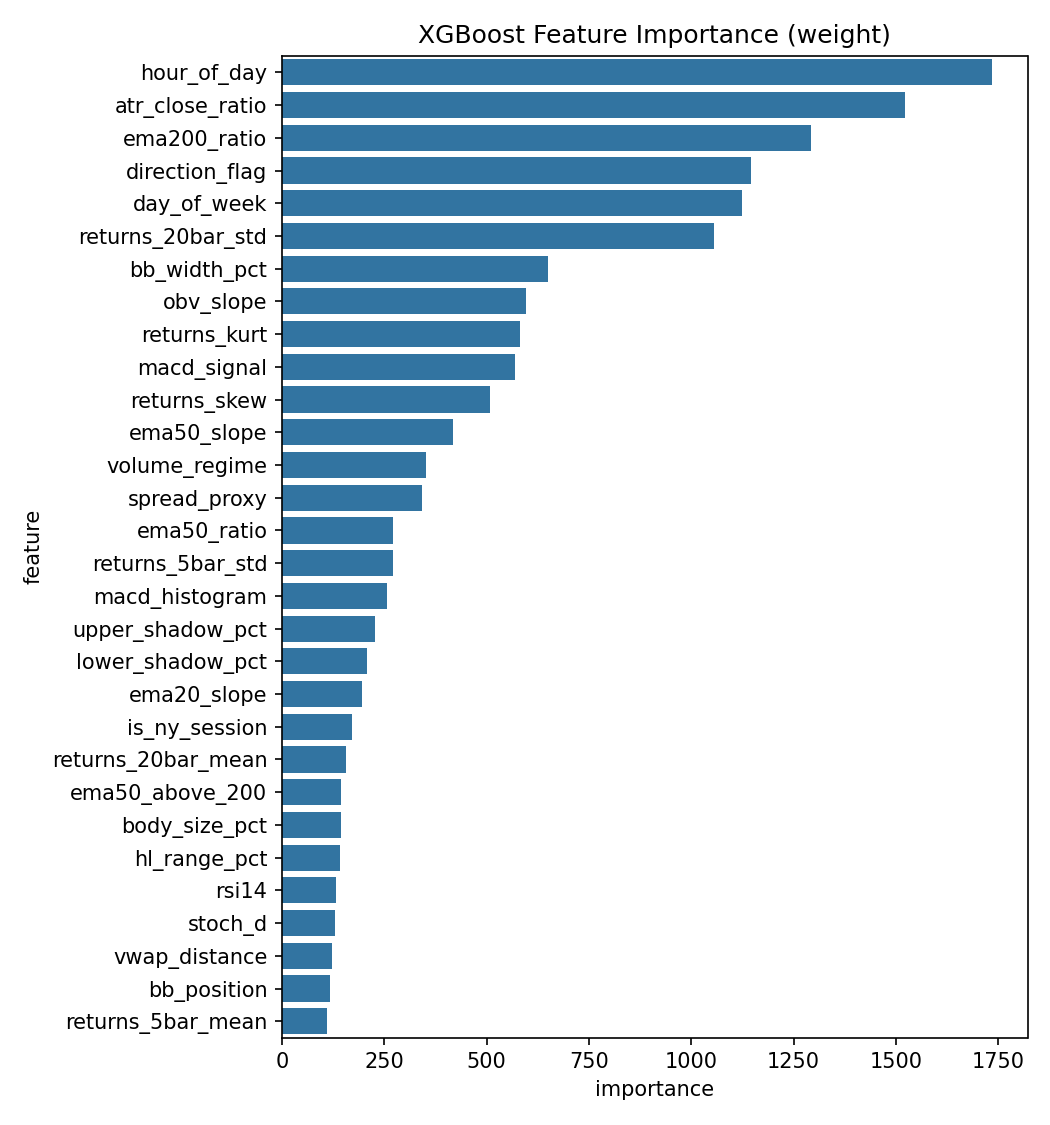 XGBoost Feature Importance (weight)
hour_of_day
atr_close_ratio
ema200_ratio
direction_flag
day_of_week
returns_20bar_std
bb_width_pct
obv_slope
returns_kurt
macd_signal
returns_skew
ema50_slope
volume_regime
spread_proxy
ema50_ratio
returns_5bar_std
macd_histogram
upper_shadow_pct
lower_shadow_pct
ema20_slope
is_ny_session
returns_20bar_mean
ema50_above_200
body_size_pct
hl_range_pct
rsi14
stoch_d
vwap_distance
bb_position
returns_5bar_mean
feature
0 250 500 750 1000 1250 1500 1750
importance